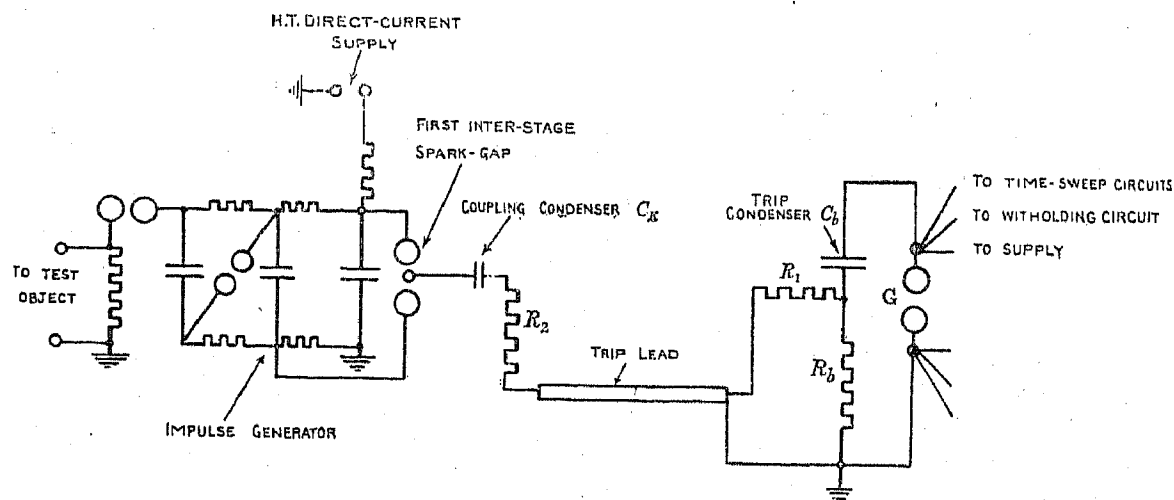 H.T. DIRECT-CURRENT
SUPPLY
FIRST INTER-STAGE
SPARK-GAP
COUPLING CONDENSER C_K
TRIP
CONDENSER C_b
TO TIME-SWEEP CIRCUITS
TO WITHOLDING CIRCUIT
TO SUPPLY
TO TEST
OBJECT
R_1
G
R_2
R_b
TRIP LEAD
IMPULSE GENERATOR